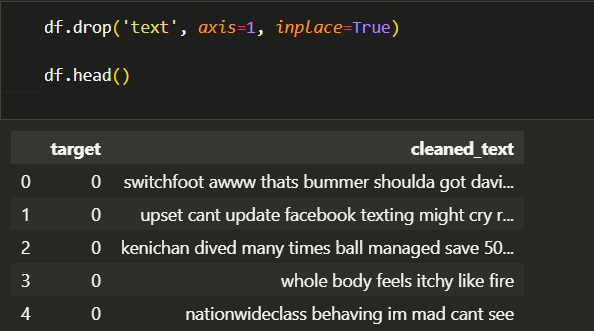 df.drop('text', axis=1, inplace=True)
df.head()
target cleaned_text
0 0 switchfoot awww thats bummer shoulda got davi...
1 0 upset cant update facebook texting might cry r...
2 0 kenichan dived many times ball managed save 50...
3 0 whole body feels itchy like fire
4 0 nationwideclass behaving im mad cant see